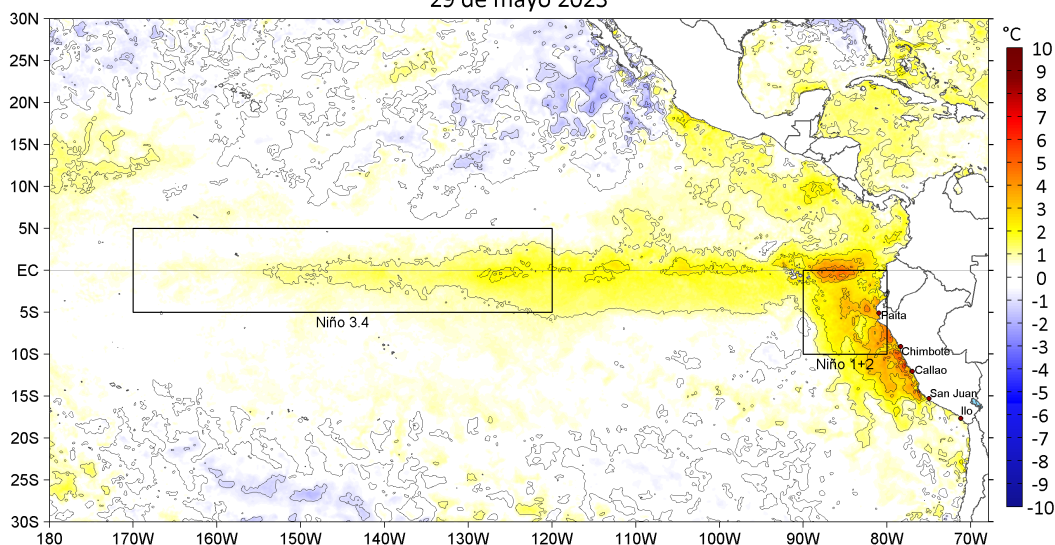 29 de mayo 2023
30N
25N
20N
15N
10N
5N
EC
5S
10S
15S
20S
25S
30S
180
170W
160W
150W
140W
130W
120W
110W
100W
90W
80W
70W
Niño 3.4
Niño 1+2
Paita
Chimbote
Callao
San Juan
Ilo
°C
10
9
8
7
6
5
4
3
2
1
0
-1
-2
-3
-4
-5
-6
-7
-8
-9
-10